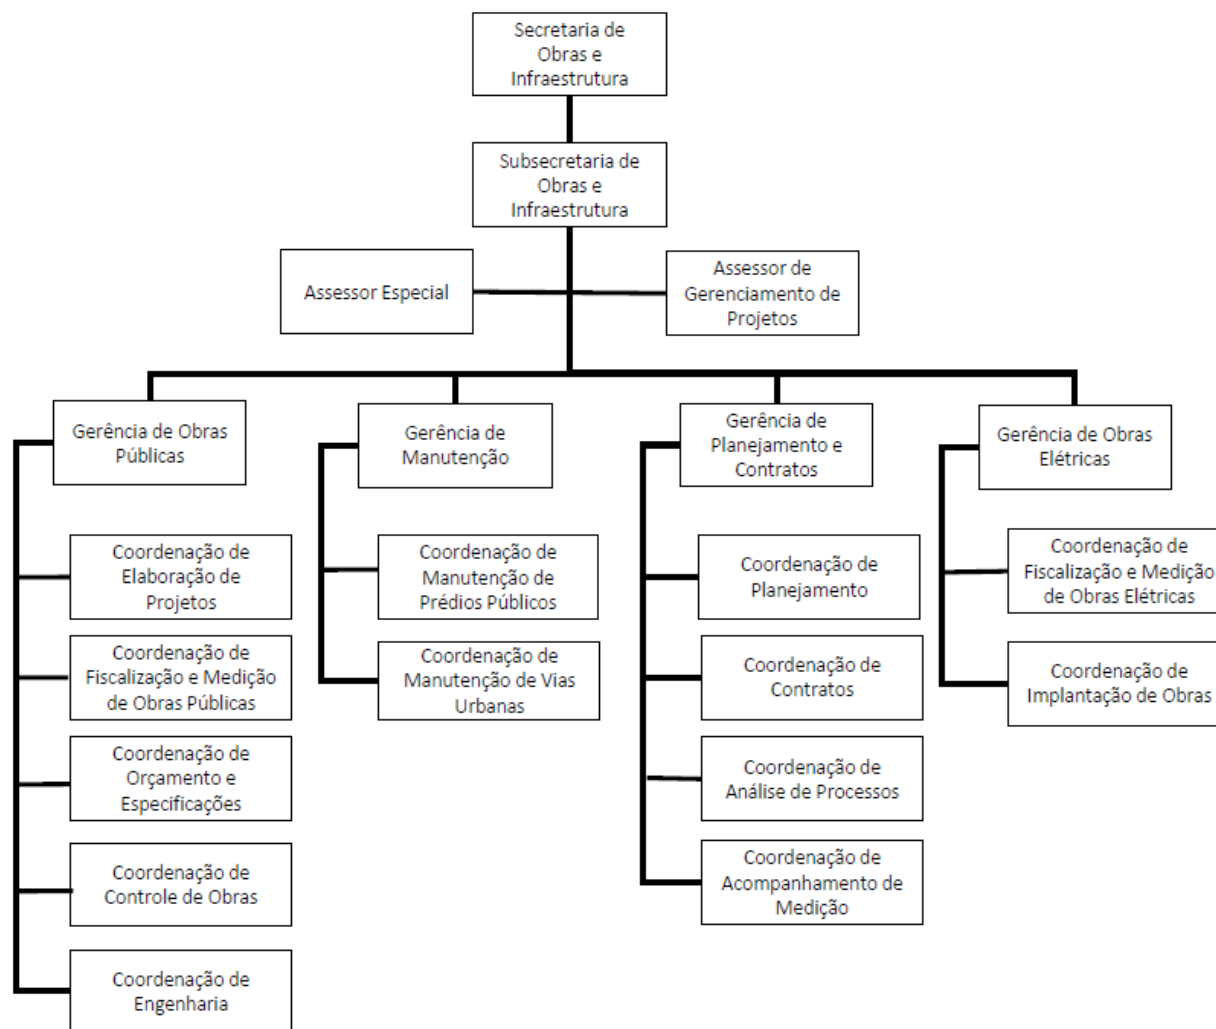 Secretaria de
Obras e
Infraestrutura
Subsecretaria de
Obras e
Infraestrutura
Assessor Especial
Assessor de
Gerenciamento de
Projetos
Gerência de Obras
Públicas
Gerência de
Manutenção
Gerência de
Planejamento e
Contratos
Gerência de Obras
Elétricas
Coordenação de
Elaboração de
Projetos
Coordenação de
Fiscalização e Medição
de Obras Públicas
Coordenação de
Orçamento e
Especificações
Coordenação de
Controle de Obras
Coordenação de
Engenharia
Coordenação de
Manutenção de
Prédios Públicos
Coordenação de
Manutenção de Vias
Urbanas
Coordenação de
Planejamento
Coordenação de
Contratos
Coordenação de
Análise de Processos
Coordenação de
Acompanhamento de
Medição
Coordenação de
Fiscalização e Medição
de Obras Elétricas
Coordenação de
Implantação de Obras